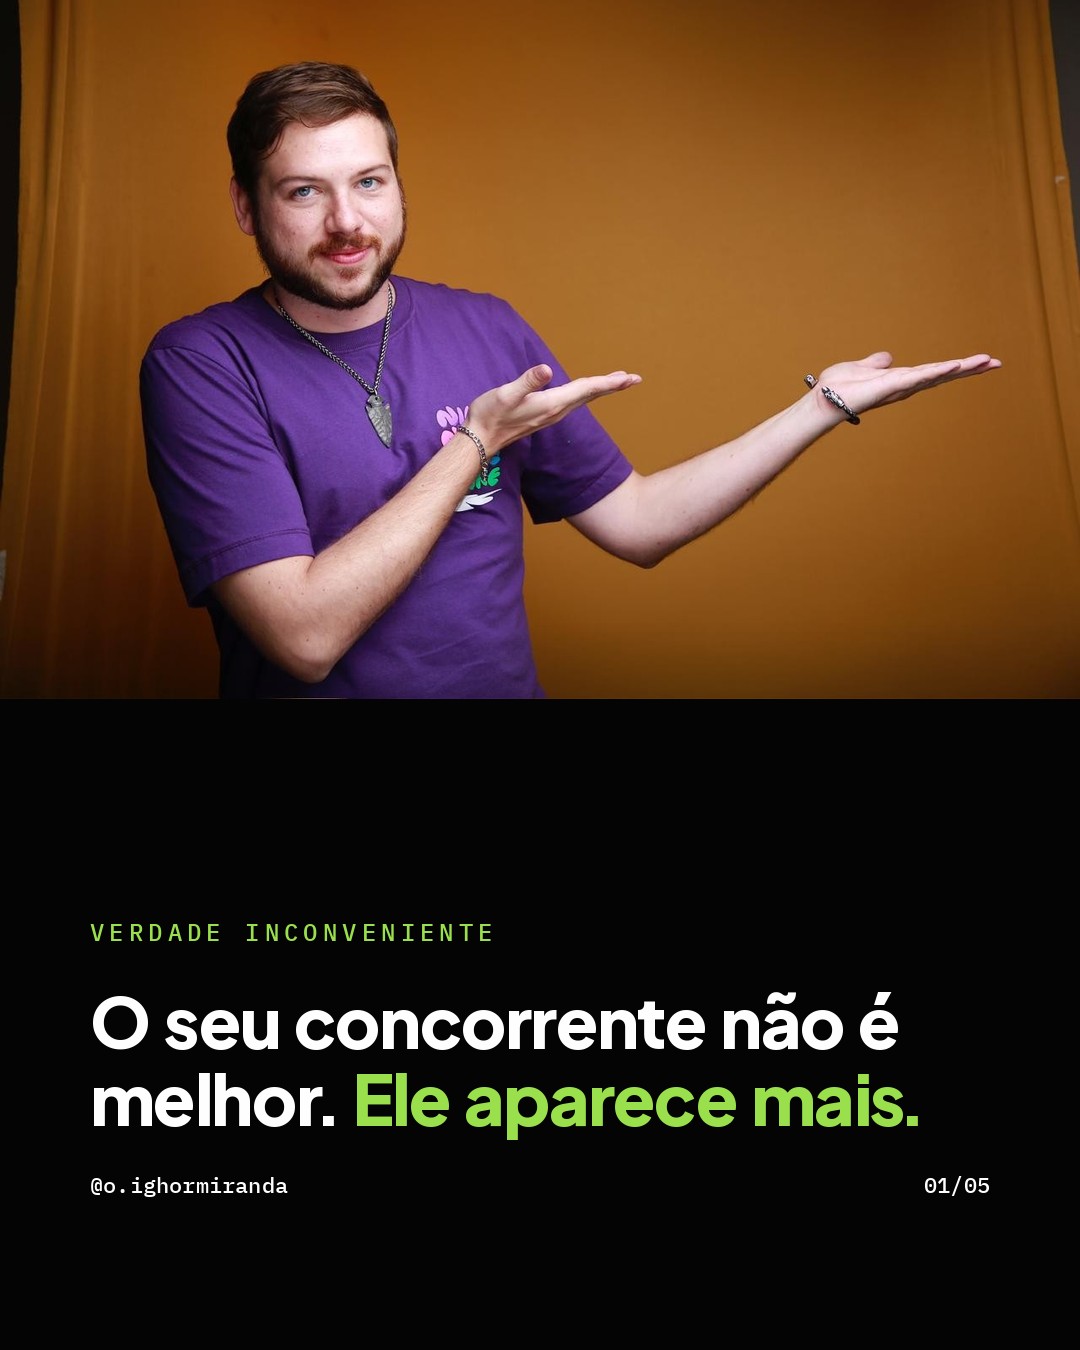 VERDADE INCONVENIENTE
O seu concorrente não é
melhor. Ele aparece mais.
@o.ighormiranda
01/05